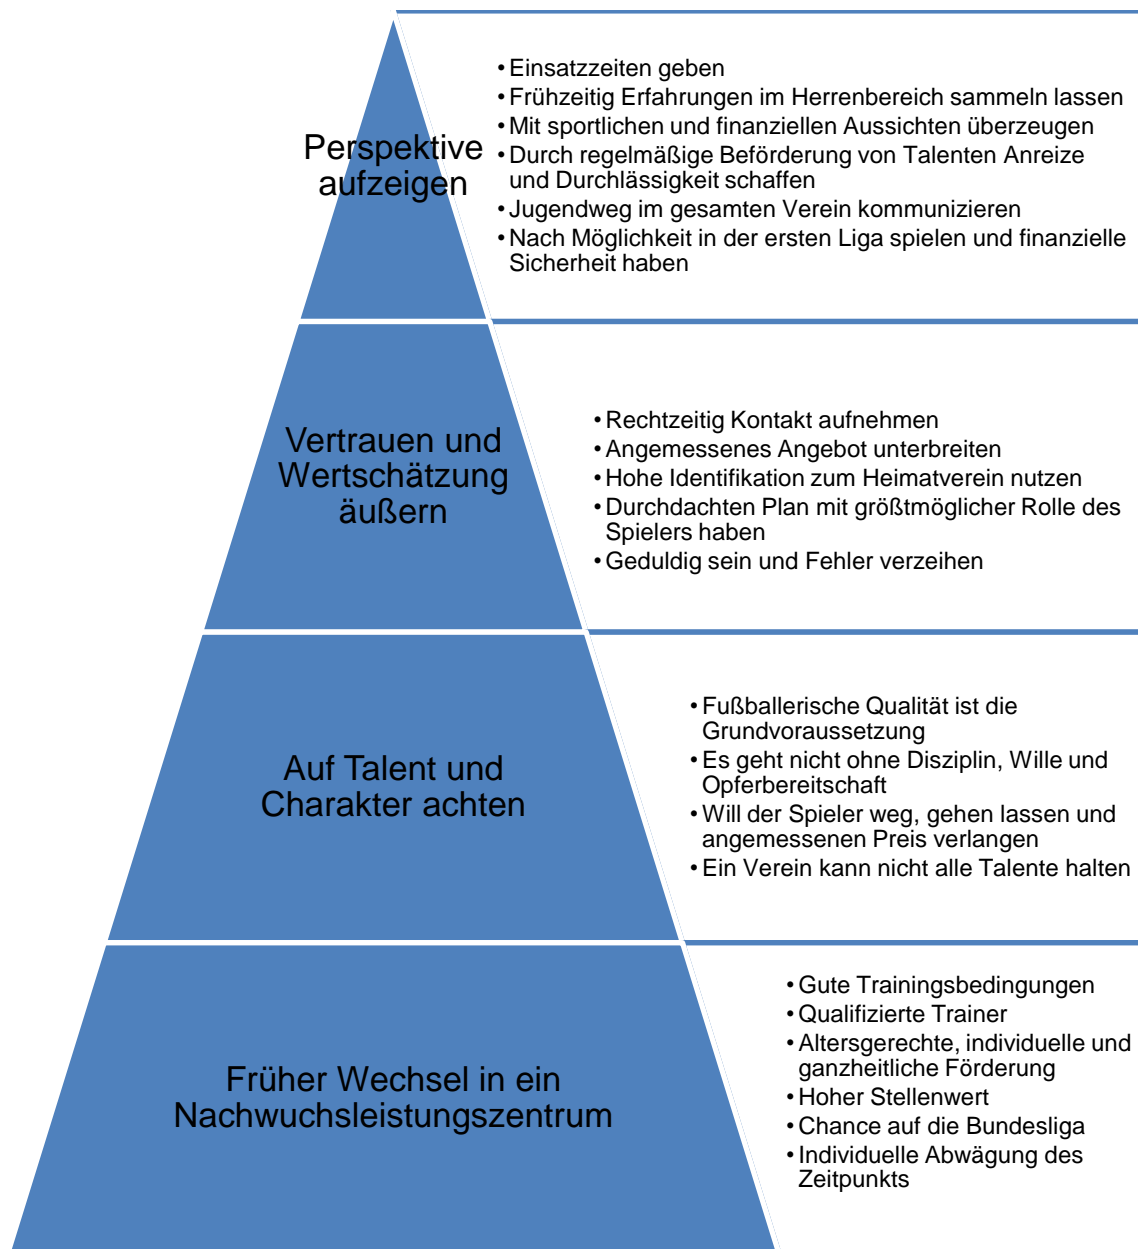 Perspektive
aufzeigen
• Einsatzzeiten geben
• Frühzeitig Erfahrungen im Herrenbereich sammeln lassen
• Mit sportlichen und finanziellen Aussichten überzeugen
• Durch regelmäßige Beförderung von Talenten Anreize
und Durchlässigkeit schaffen
• Jugendweg im gesamten Verein kommunizieren
• Nach Möglichkeit in der ersten Liga spielen und finanzielle
Sicherheit haben
Vertrauen und
Wertschätzung
äußern
• Rechtzeitig Kontakt aufnehmen
• Angemessenes Angebot unterbreiten
• Hohe Identifikation zum Heimatverein nutzen
• Durchdachten Plan mit größtmöglicher Rolle des
Spielers haben
• Geduldig sein und Fehler verzeihen
Auf Talent und
Charakter achten
• Fußballerische Qualität ist die
Grundvoraussetzung
• Es geht nicht ohne Disziplin, Wille und
Opferbereitschaft
• Will der Spieler weg, gehen lassen und
angemessenen Preis verlangen
• Ein Verein kann nicht alle Talente halten
Früher Wechsel in ein
Nachwuchsleistungszentrum
• Gute Trainingsbedingungen
• Qualifizierte Trainer
• Altersgerechte, individuelle und
ganzheitliche Förderung
• Hoher Stellenwert
• Chance auf die Bundesliga
• Individuelle Abwägung des
Zeitpunkts